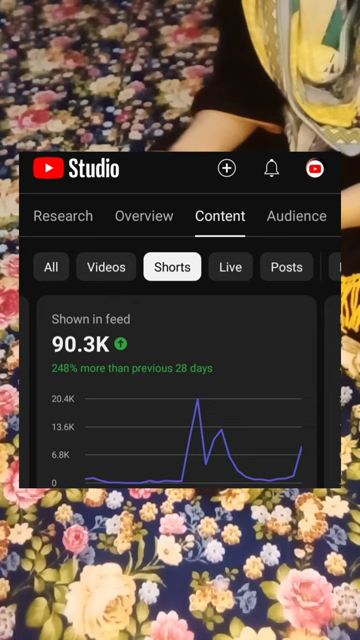 Studio
Research Overview Content Audience
All Videos Shorts Live Posts
Shown in feed
90.3K
248% more than previous 28 days
20.4K
13.6K
6.8K
0